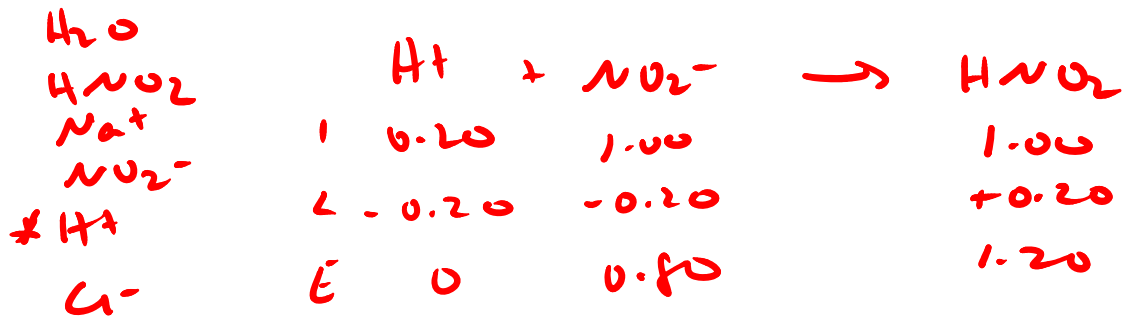 H₂O
HNO₂
Na⁺
NO₂⁻
* H⁺
Cl⁻
H⁺ + NO₂⁻ → HNO₂
I 0.20 1.00 1.00
C -0.20 -0.20 +0.20
E 0 0.80 1.20